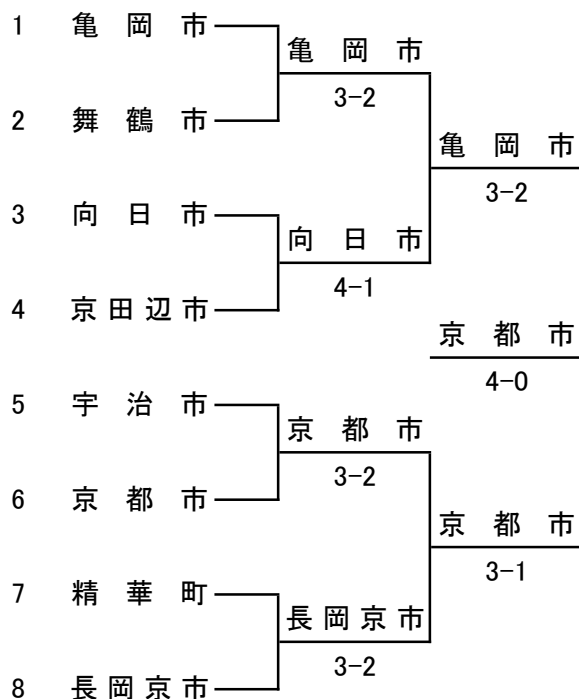 1 亀岡市
亀岡市
3-2
2 舞鶴市
亀岡市
3-2
3 向日市
向日市
4-1
4 京田辺市
京都市
4-0
5 宇治市
京都市
3-2
6 京都市
京都市
3-1
7 精華町
長岡京市
3-2
8 長岡京市